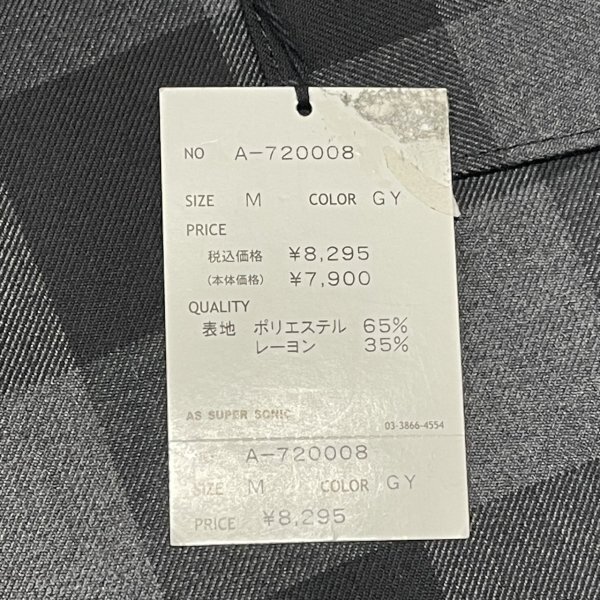 NO A-720008
SIZE M COLOR GY
PRICE
税込価格 ¥8,295
(本体価格) ¥7,900
QUALITY
表地 ポリエステル 65%
レーヨン 35%
AS SUPER SONIC
03-3866-4554
NO A-720008
SIZE M COLOR GY
PRICE ¥8,295